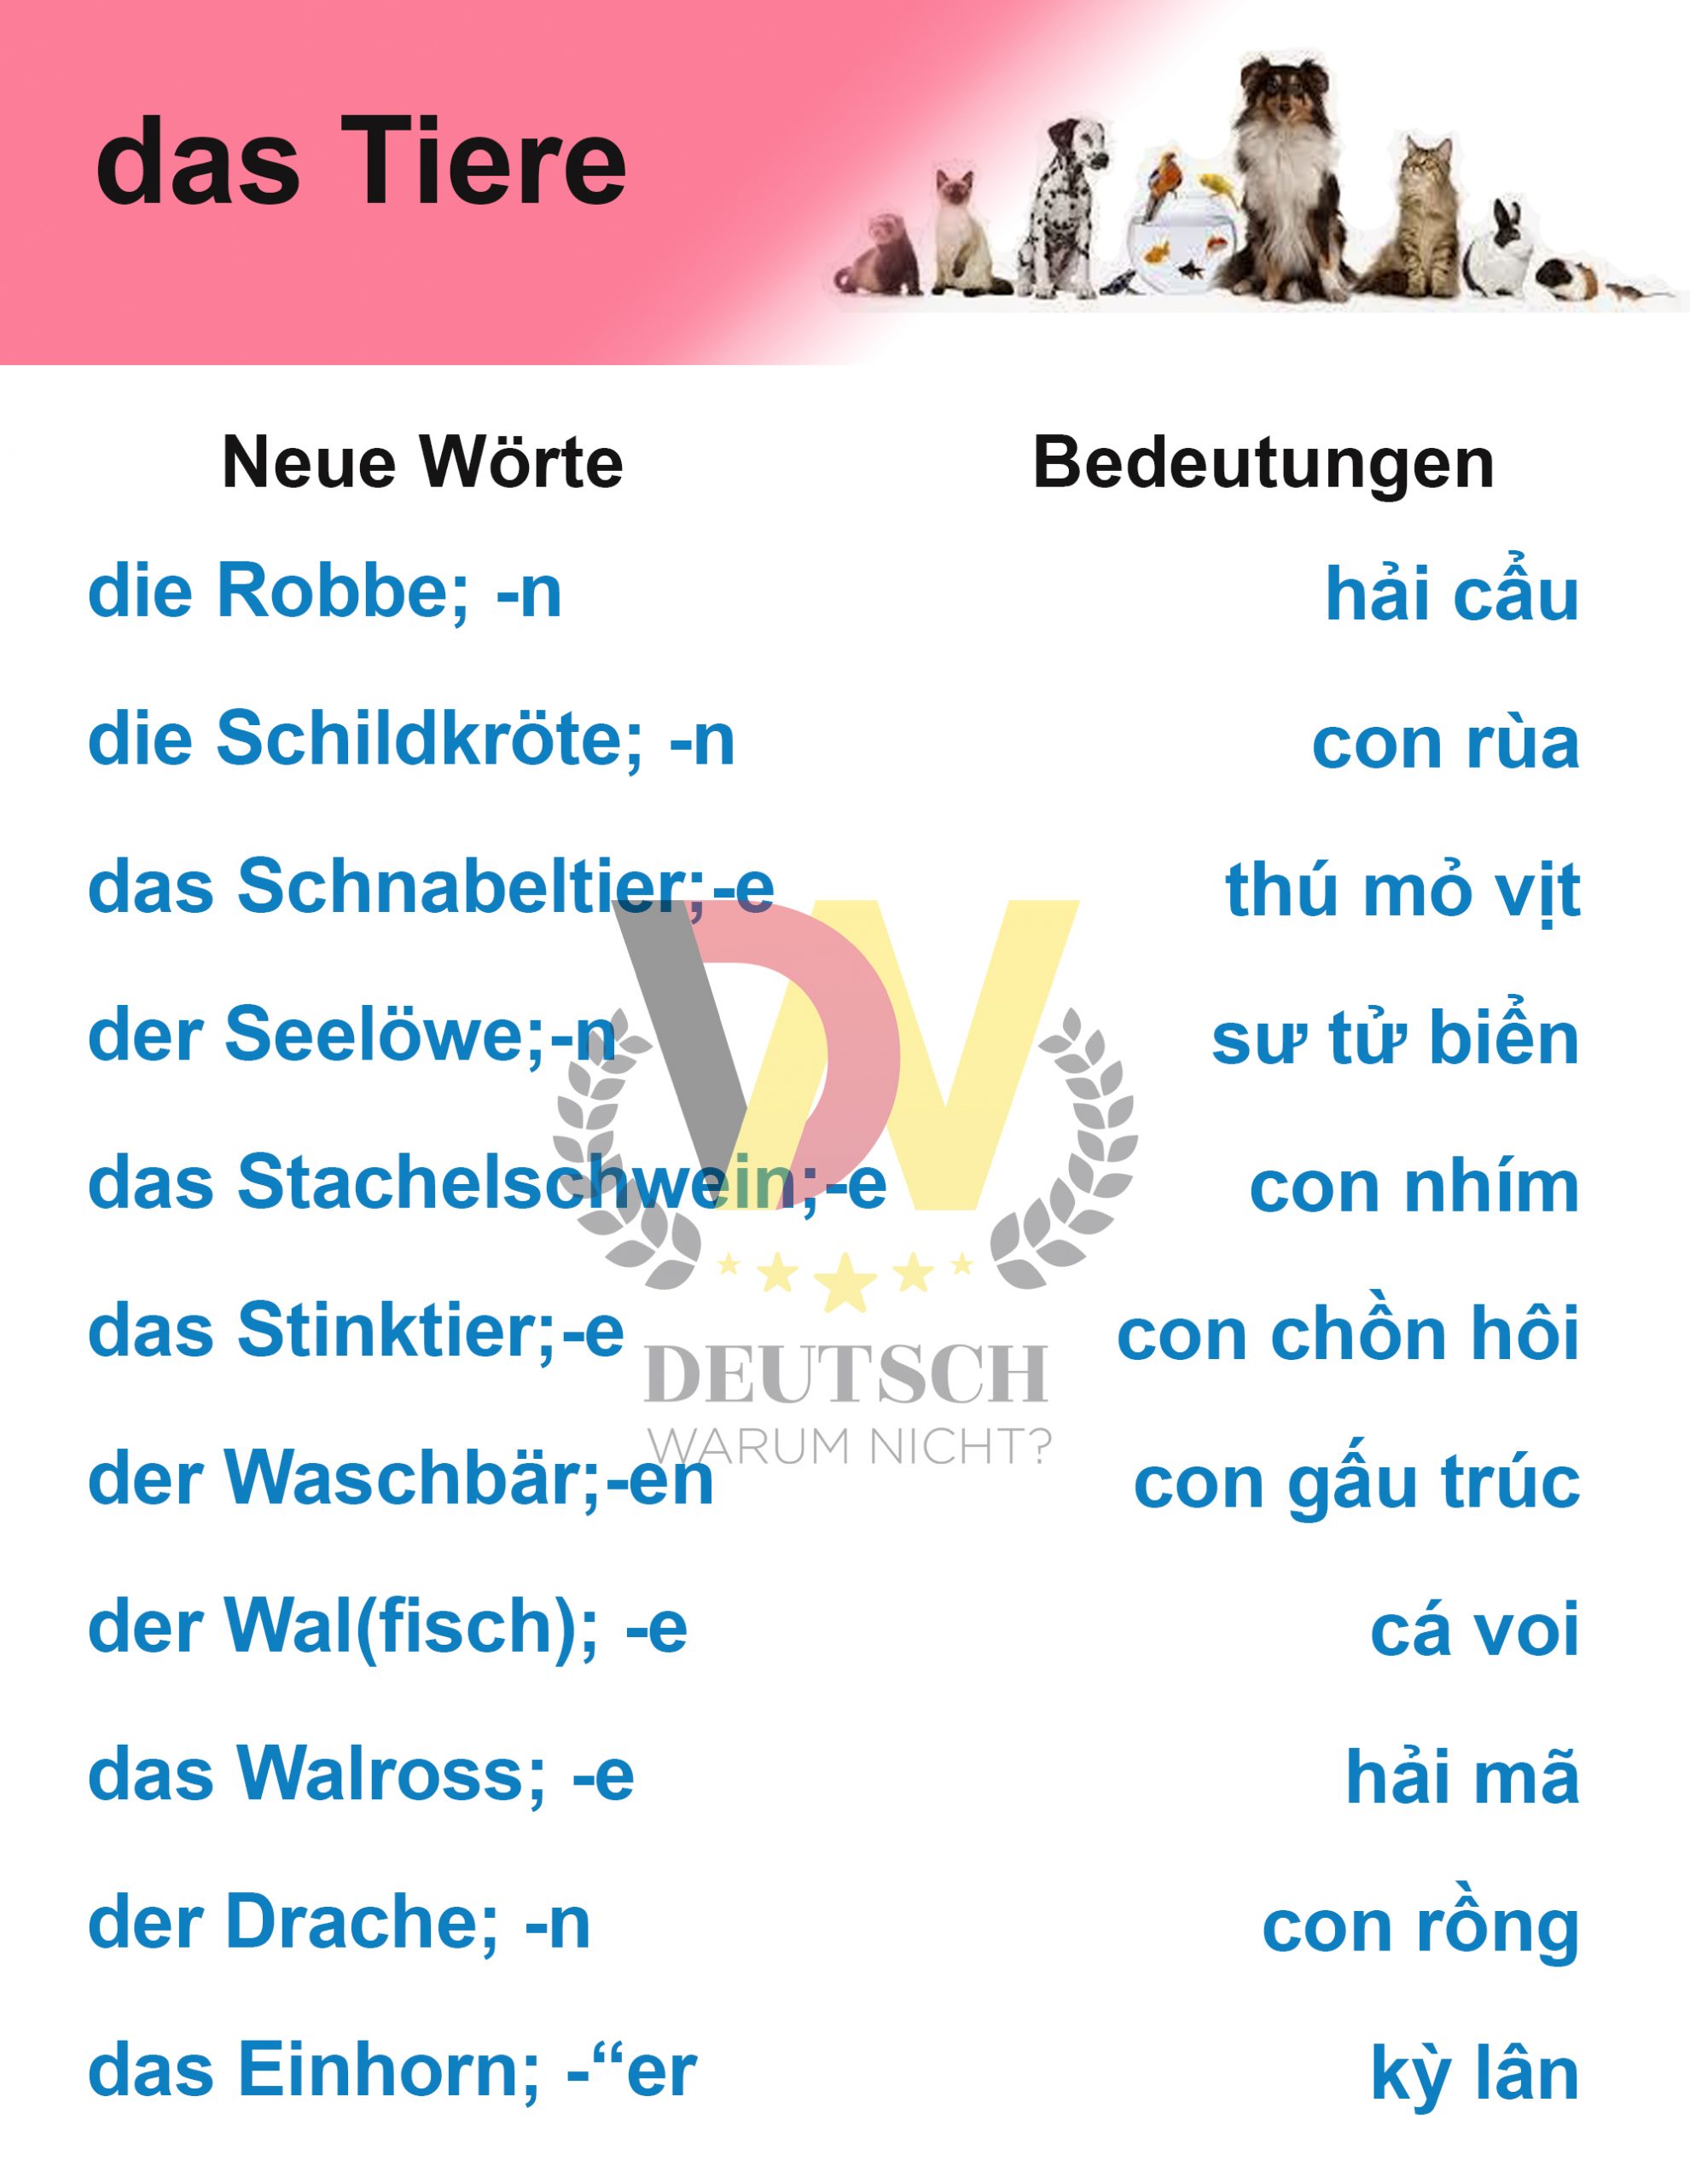 das Tiere
Neue Wörte Bedeutungen
die Robbe; -n hải cẩu
die Schildkröte; -n con rùa
das Schnabeltier;-e thú mỏ vịt
der Seelöwe;-n sư tử biển
das Stachelschwein;-e con nhím
das Stinktier;-e con chồn hôi
DEUTSCH
WARUM NICHT?
der Waschbär;-en con gấu trúc
der Wal(fisch); -e cá voi
das Walross; -e hải mã
der Drache; -n con rồng
das Einhorn; -“er kỳ lân